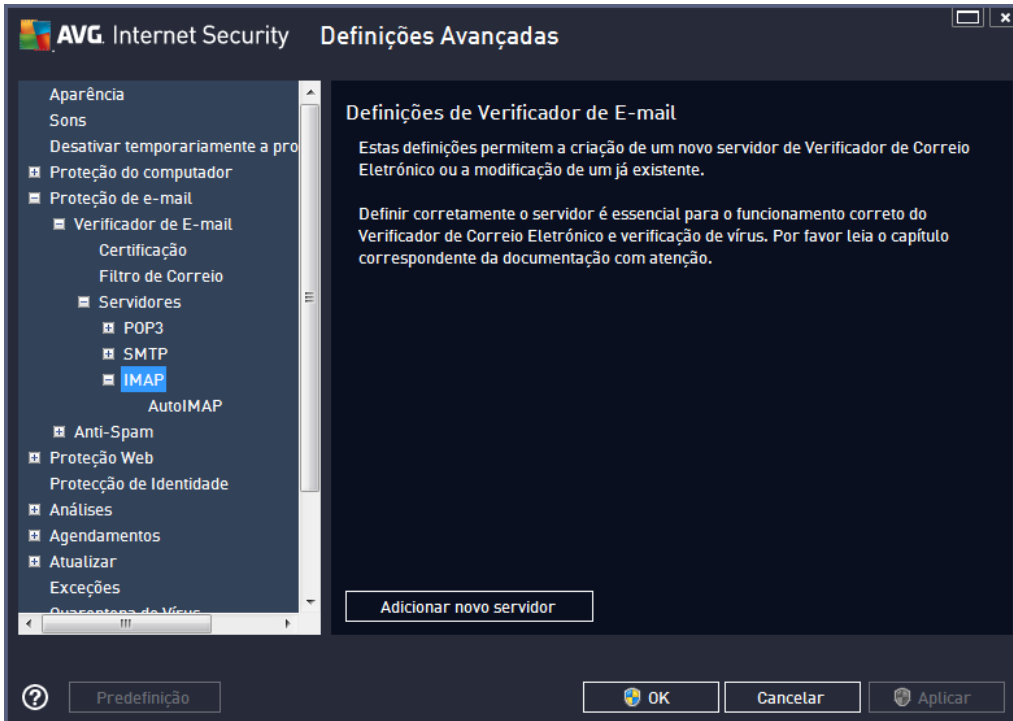 AVG. Internet Security Definições Avançadas
Aparência
Sons
Desativar temporariamente a pro
Proteção do computador
Proteção de e-mail
Verificador de E-mail
Certificação
Filtro de Correio
Servidores
POP3
SMTP
IMAP
AutoIMAP
Anti-Spam
Proteção Web
Protecção de Identidade
Análises
Agendamentos
Atualizar
Exceções
Quarentena de Vírus
Definições de Verificador de E-mail
Estas definições permitem a criação de um novo servidor de Verificador de Correio
Eletrónico ou a modificação de um já existente.
Definir corretamente o servidor é essencial para o funcionamento correto do
Verificador de Correio Eletrónico e verificação de vírus. Por favor leia o capítulo
correspondente da documentação com atenção.
Adicionar novo servidor
Predefinição
OK
Cancelar
Aplicar